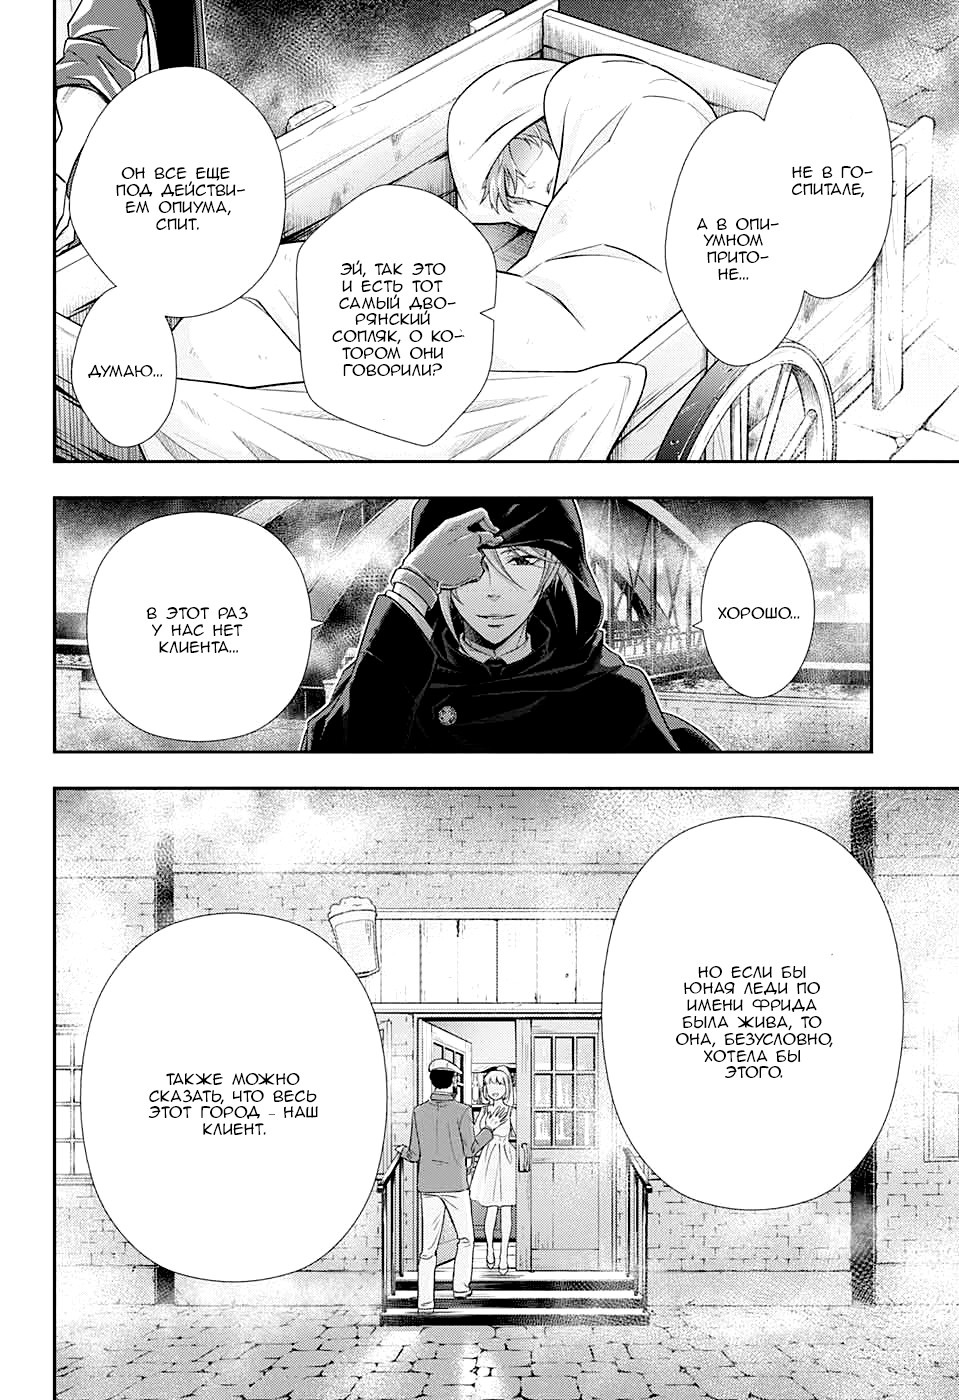 НЕ В ГО-
СПИТАЛЕ,
А В ОПИ-
УМНОМ
ПРИТО-
НЕ...
ЭЙ, ТАК ЭТО
И ЕСТЬ ТОТ
САМЫЙ ДВО-
РЯНСКИЙ
СОПЛЯК, О КО-
ТОРОМ ОНИ
ГОВОРИЛИ?
ОН ВСЕ ЕЩЕ
ПОД ДЕЙСТВИ-
ЕМ ОПИУМА,
СПИТ.
ДУМАЮ...
ХОРОШО...
В ЭТОТ РАЗ
У НАС НЕТ
КЛИЕНТА...
НО ЕСЛИ БЫ
ЮНАЯ ЛЕДИ ПО
ИМЕНИ ФРИДА
БЫЛА ЖИВА, ТО
ОНА, БЕЗУСЛОВНО,
ХОТЕЛА БЫ
ЭТОГО.
ТАКЖЕ МОЖНО
СКАЗАТЬ, ЧТО ВЕСЬ
ЭТОТ ГОРОД - НАШ
КЛИЕНТ.